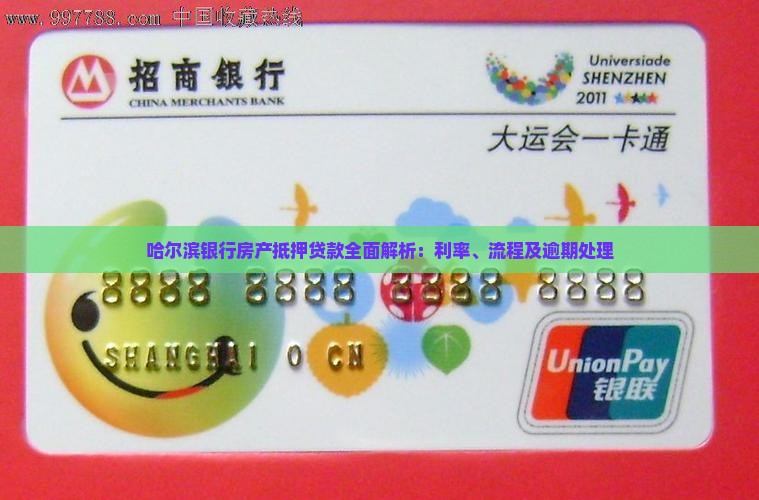 www.997788.com 中国收藏热线
招商银行
CHINA MERCHANTS BANK
Universiade
SHENZHEN
2011
大运会一卡通
哈尔滨银行房产抵押贷款全面解析：利率、流程及逾期处理
8888 8888 8888 8888
SHANGHAI 0 CN
UnionPay
银联